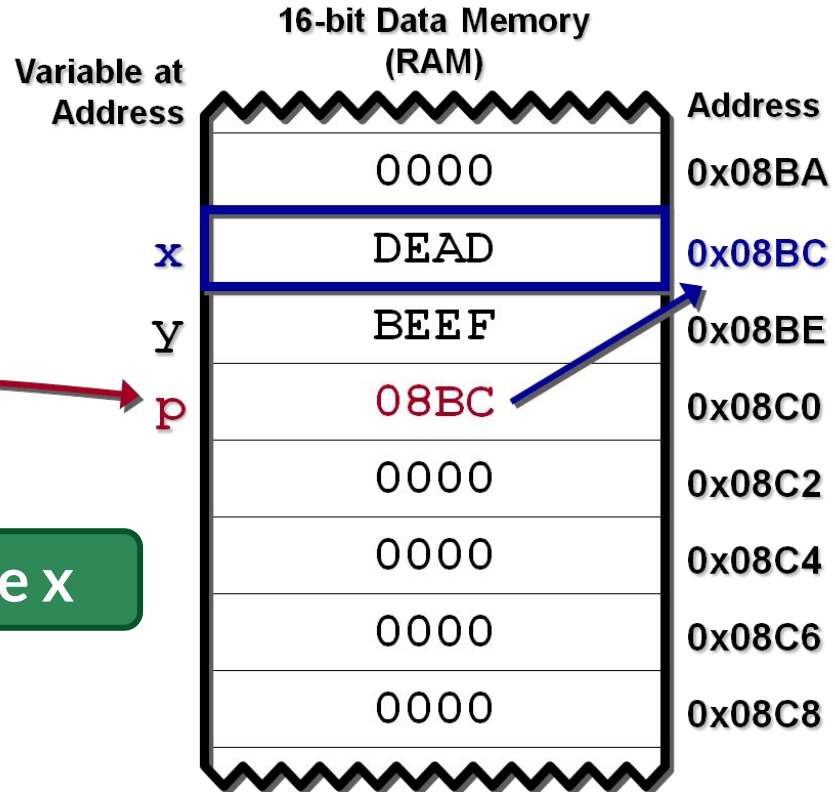 16-bit Data Memory
(RAM)
Variable at
Address
Address
0000 0x08BA
x DEAD 0x08BC
y BEEF 0x08BE
p 08BC 0x08C0
0000 0x08C2
0000 0x08C4
e x
0000 0x08C6
0000 0x08C8